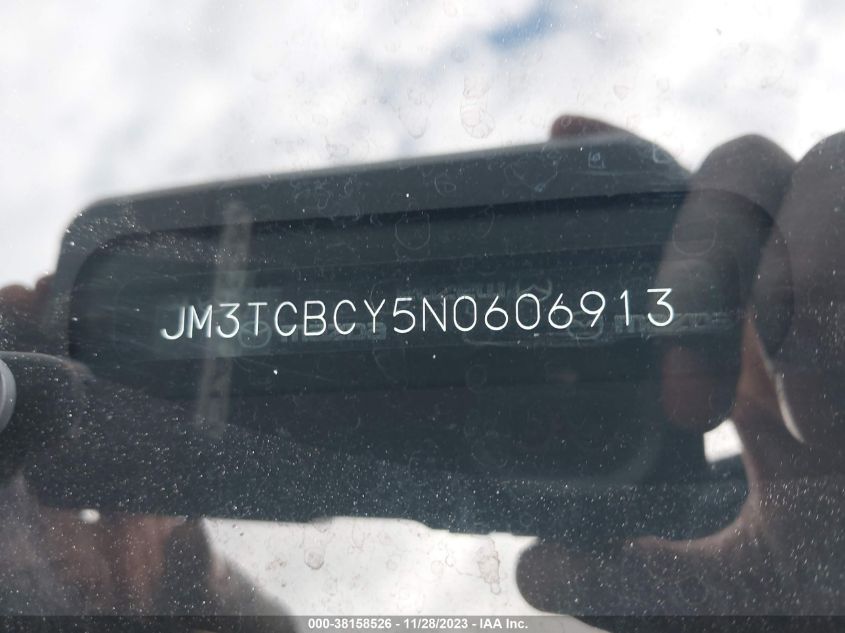 JM3TCBCY5N0606913
000-38158526 - 11/28/2023 - IAA Inc.